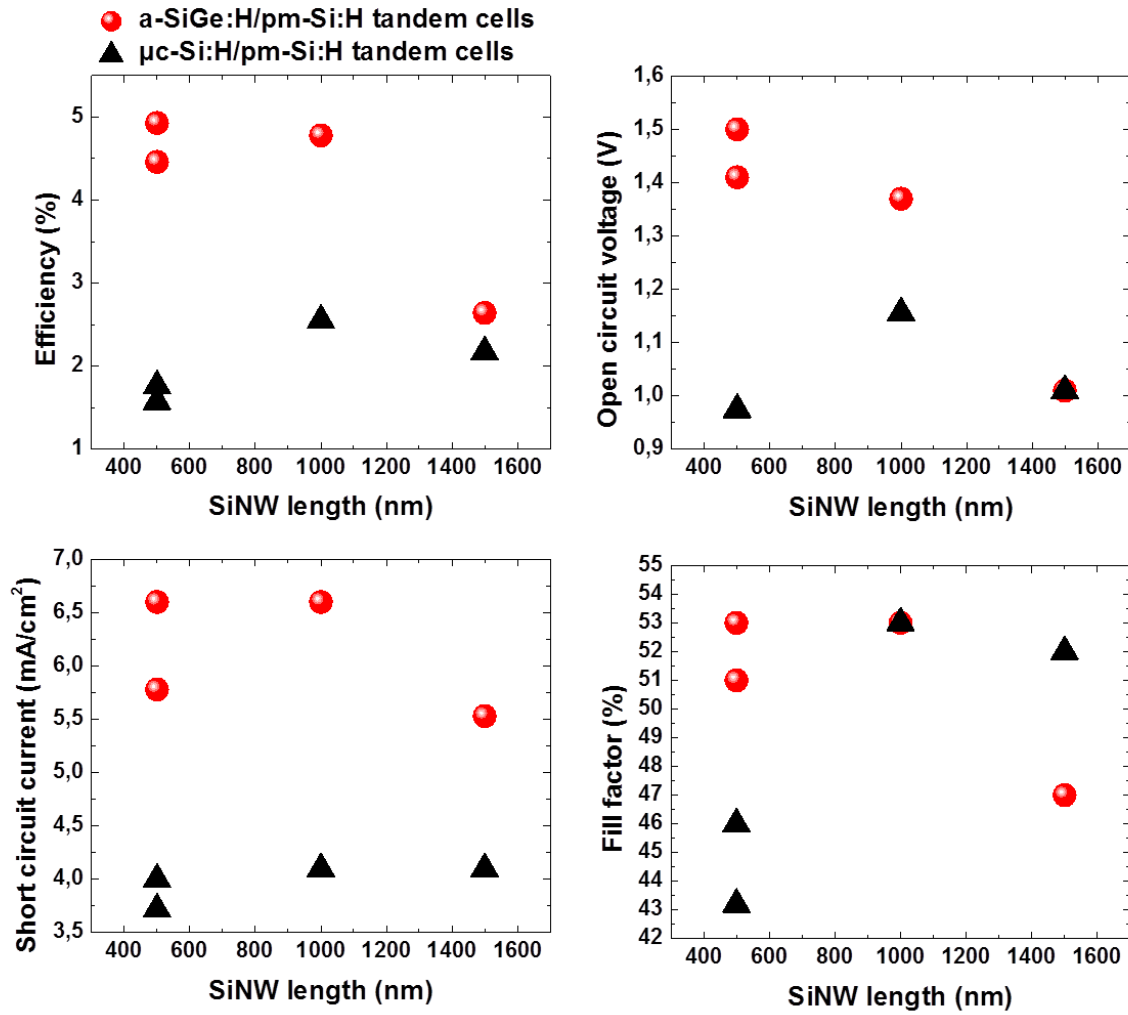 a-SiGe:H/pm-Si:H tandem cells
µc-Si:H/pm-Si:H tandem cells
Efficiency (%)
5
4
3
2
1
400 600 800 1000 1200 1400 1600
SiNW length (nm)
Open circuit voltage (V)
1,6
1,5
1,4
1,3
1,2
1,1
1,0
0,9
400 600 800 1000 1200 1400 1600
SiNW length (nm)
Short circuit current (mA/cm²)
7,0
6,5
6,0
5,5
5,0
4,5
4,0
3,5
400 600 800 1000 1200 1400 1600
SiNW length (nm)
Fill factor (%)
55
54
53
52
51
50
49
48
47
46
45
44
43
42
400 600 800 1000 1200 1400 1600
SiNW length (nm)